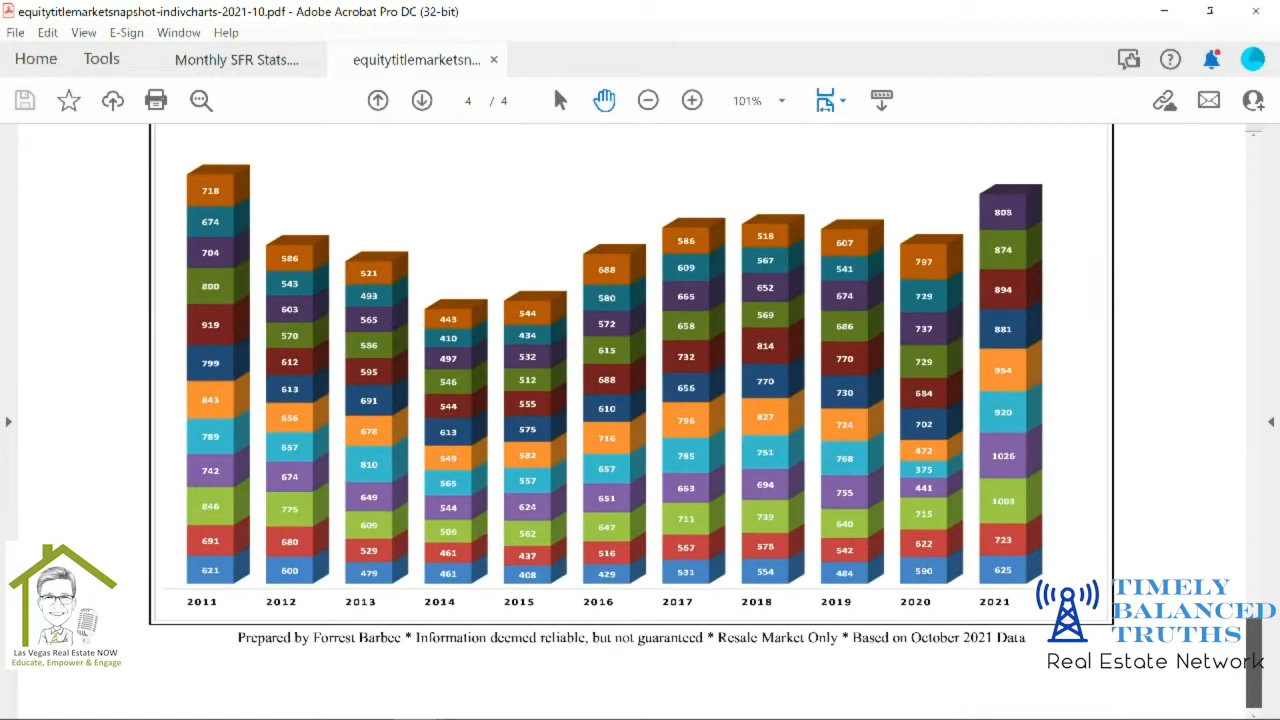 equitytitlemarketsnapshot-indivcharts-2021-10.pdf - Adobe Acrobat Pro DC (32-bit)
File Edit View E-Sign Window Help
Home Tools Monthly SFR Stats.... equitytitlemarketsn... ×
4 / 4 101%
718 674 704 800 919 799 843 789 742 846 691 621
586 543 603 570 612 613 656 657 674 775 680 600
521 493 565 586 595 691 678 810 649 609 529 479
443 410 497 546 544 613 549 565 544 506 461 461
544 434 532 512 555 575 582 557 624 562 437 408
688 580 572 615 688 610 716 657 651 647 516 429
586 609 665 658 732 656 796 785 663 711 567 531
518 567 652 569 814 770 827 751 694 739 578 554
607 541 674 686 770 730 724 768 755 640 542 484
797 729 737 729 684 702 472 375 441 715 622 590
808 874 894 881 954 920 1026 1003 723 625
2011 2012 2013 2014 2015 2016 2017 2018 2019 2020 2021
Prepared by Forrest Barbee * Information deemed reliable, but not guaranteed * Resale Market Only * Based on October 2021 Data
Las Vegas Real Estate NOW
Educate, Empower & Engage
TIMELY
BALANCED
TRUTHS
Real Estate Network